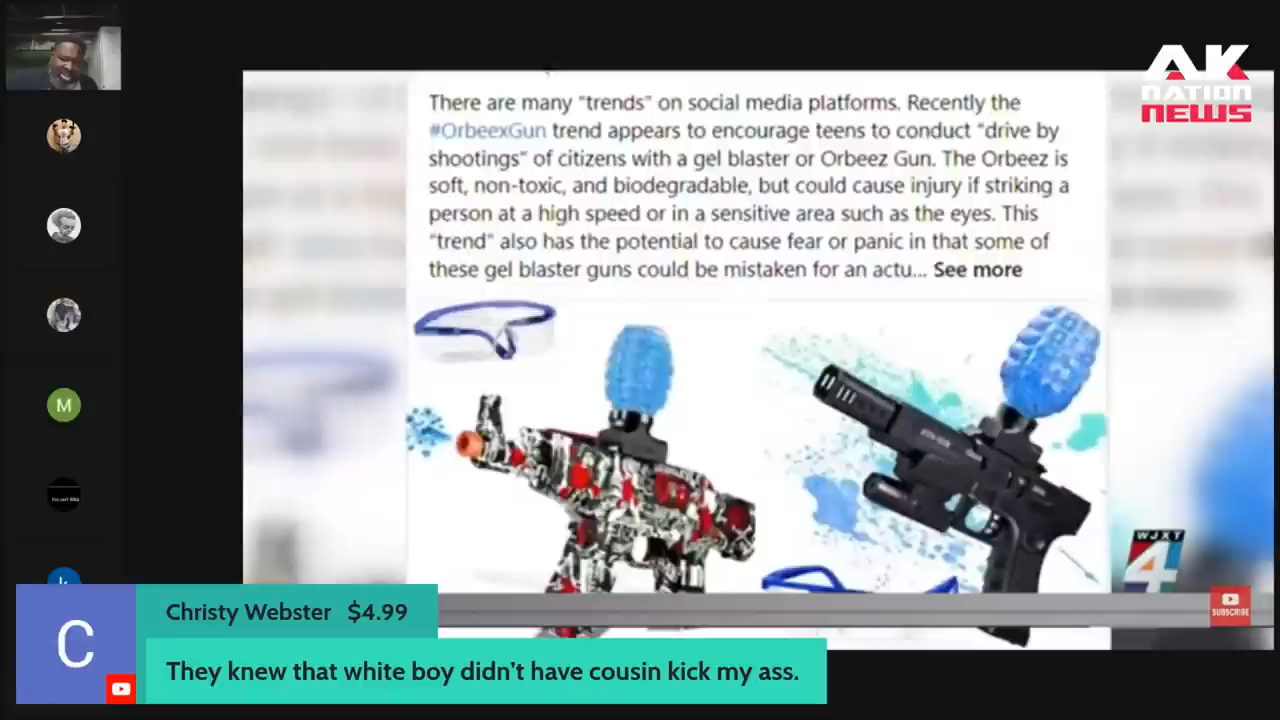 AK
NATION
NEWS
There are many "trends" on social media platforms. Recently the
#OrbeexGun trend appears to encourage teens to conduct "drive by
shootings" of citizens with a gel blaster or Orbeez Gun. The Orbeez is
soft, non-toxic, and biodegradable, but could cause injury if striking a
person at a high speed or in a sensitive area such as the eyes. This
"trend" also has the potential to cause fear or panic in that some of
these gel blaster guns could be mistaken for an actu... See more
M
WJXT
4
k
SUBSCRIBE
C
Christy Webster $4.99
They knew that white boy didn't have cousin kick my ass.